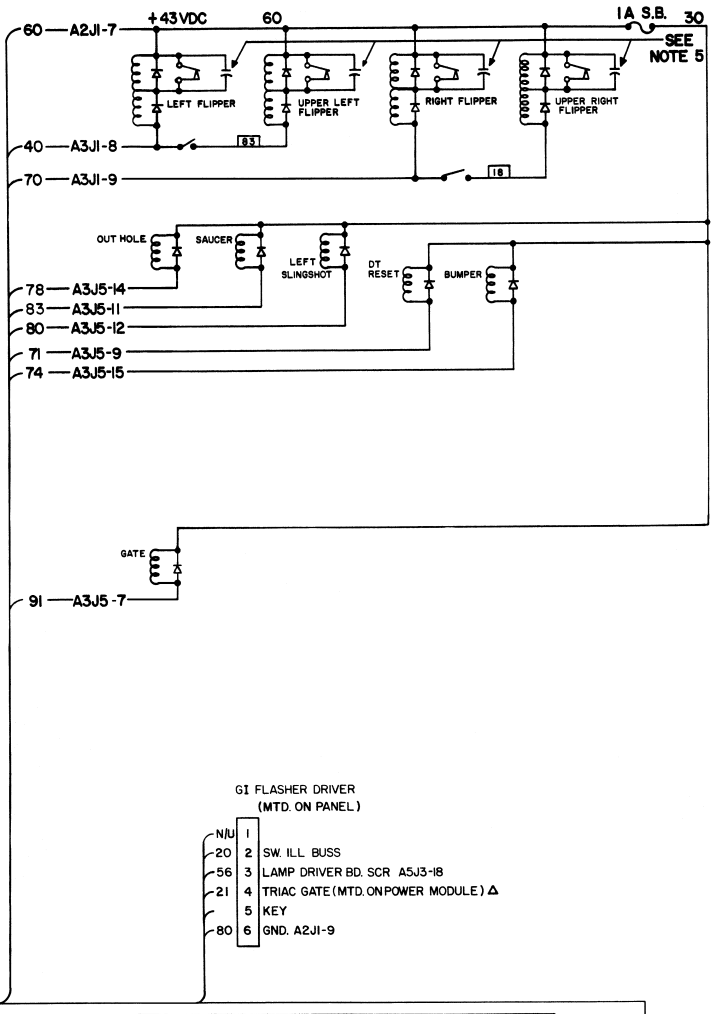 +43VDC 60 1A S.B. 30
60 A2J1-7
SEE
NOTE 5
LEFT FLIPPER
UPPER LEFT
FLIPPER
RIGHT FLIPPER
UPPER RIGHT
FLIPPER
40 A3J1-8 83
70 A3J1-9 18
OUT HOLE
SAUCER
LEFT
SLINGSHOT
DT
RESET
BUMPER
78 A3J5-14
83 A3J5-11
80 A3J5-12
71 A3J5-9
74 A3J5-15
GATE
91 A3J5-7
GI FLASHER DRIVER
(MTD. ON PANEL)
N/U 1
20 2 SW. ILL BUSS
56 3 LAMP DRIVER BD. SCR A5J3-18
21 4 TRIAC GATE (MTD. ON POWER MODULE) Δ
5 KEY
80 6 GND. A2J1-9